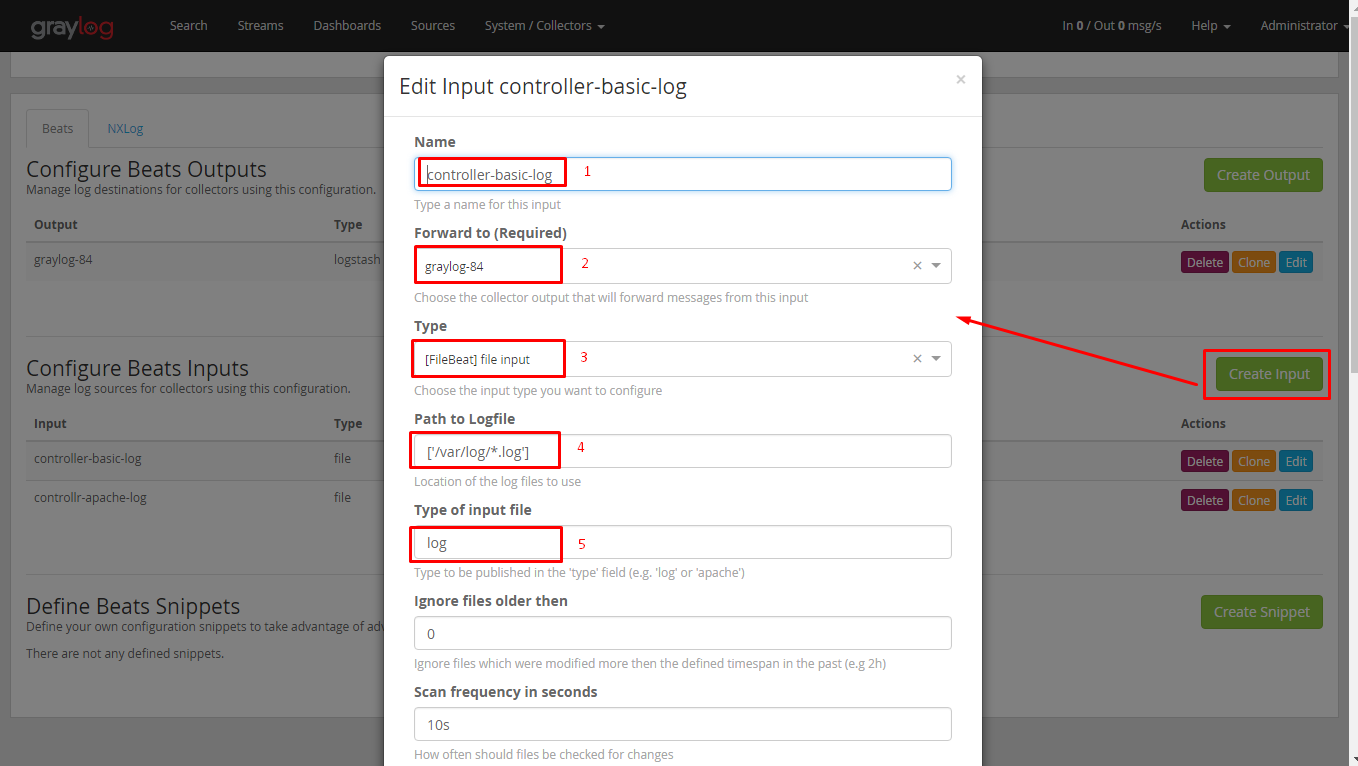 graylog Search Streams Dashboards Sources System / Collectors In 0 / Out 0 msg/s Help Administrator
Edit Input controller-basic-log ×
Beats NXLog
Configure Beats Outputs
Manage log destinations for collectors using this configuration.
Create Output
Output Type Actions
graylog-84 logstash Delete Clone Edit
Configure Beats Inputs
Manage log sources for collectors using this configuration.
Create Input
Input Type Actions
controller-basic-log file Delete Clone Edit
controllr-apache-log file Delete Clone Edit
Define Beats Snippets
Define your own configuration snippets to take advantage of adv
Create Snippet
There are not any defined snippets.
Name
controller-basic-log 1
Type a name for this input
Forward to (Required)
graylog-84 2 ×
Choose the collector output that will forward messages from this input
Type
[FileBeat] file input 3 ×
Choose the input type you want to configure
Path to Logfile
['/var/log/*.log'] 4
Location of the log files to use
Type of input file
log 5
Type to be published in the 'type' field (e.g. 'log' or 'apache')
Ignore files older then
0
Ignore files which were modified more then the defined timespan in the past (e.g 2h)
Scan frequency in seconds
10s
How often should files be checked for changes